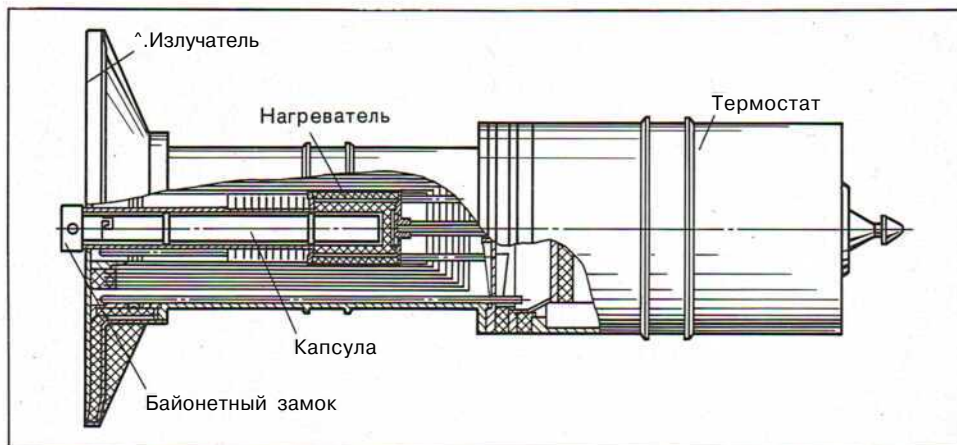 ^.Излучатель
Термостат
Нагреватель
Капсула
Байонетный замок